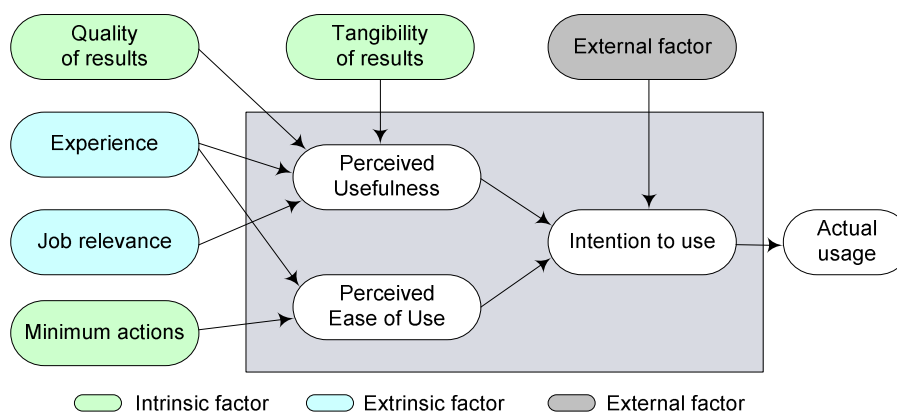 Quality
of results
Tangibility
of results
External factor
Experience
Perceived
Usefulness
Job relevance
Intention to use
Actual
usage
Perceived
Ease of Use
Minimum actions
Intrinsic factor
Extrinsic factor
External factor